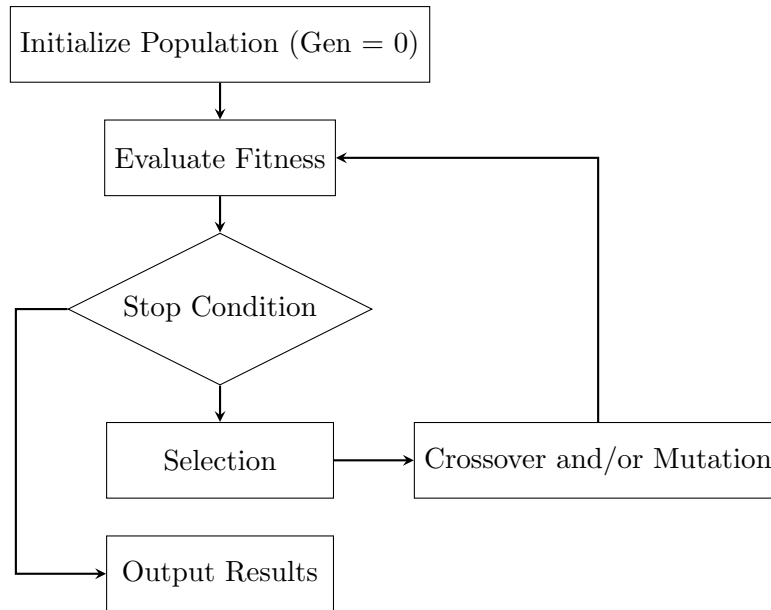 Initialize Population (Gen = 0)
Evaluate Fitness
Stop Condition
Selection
Crossover and/or Mutation
Output Results